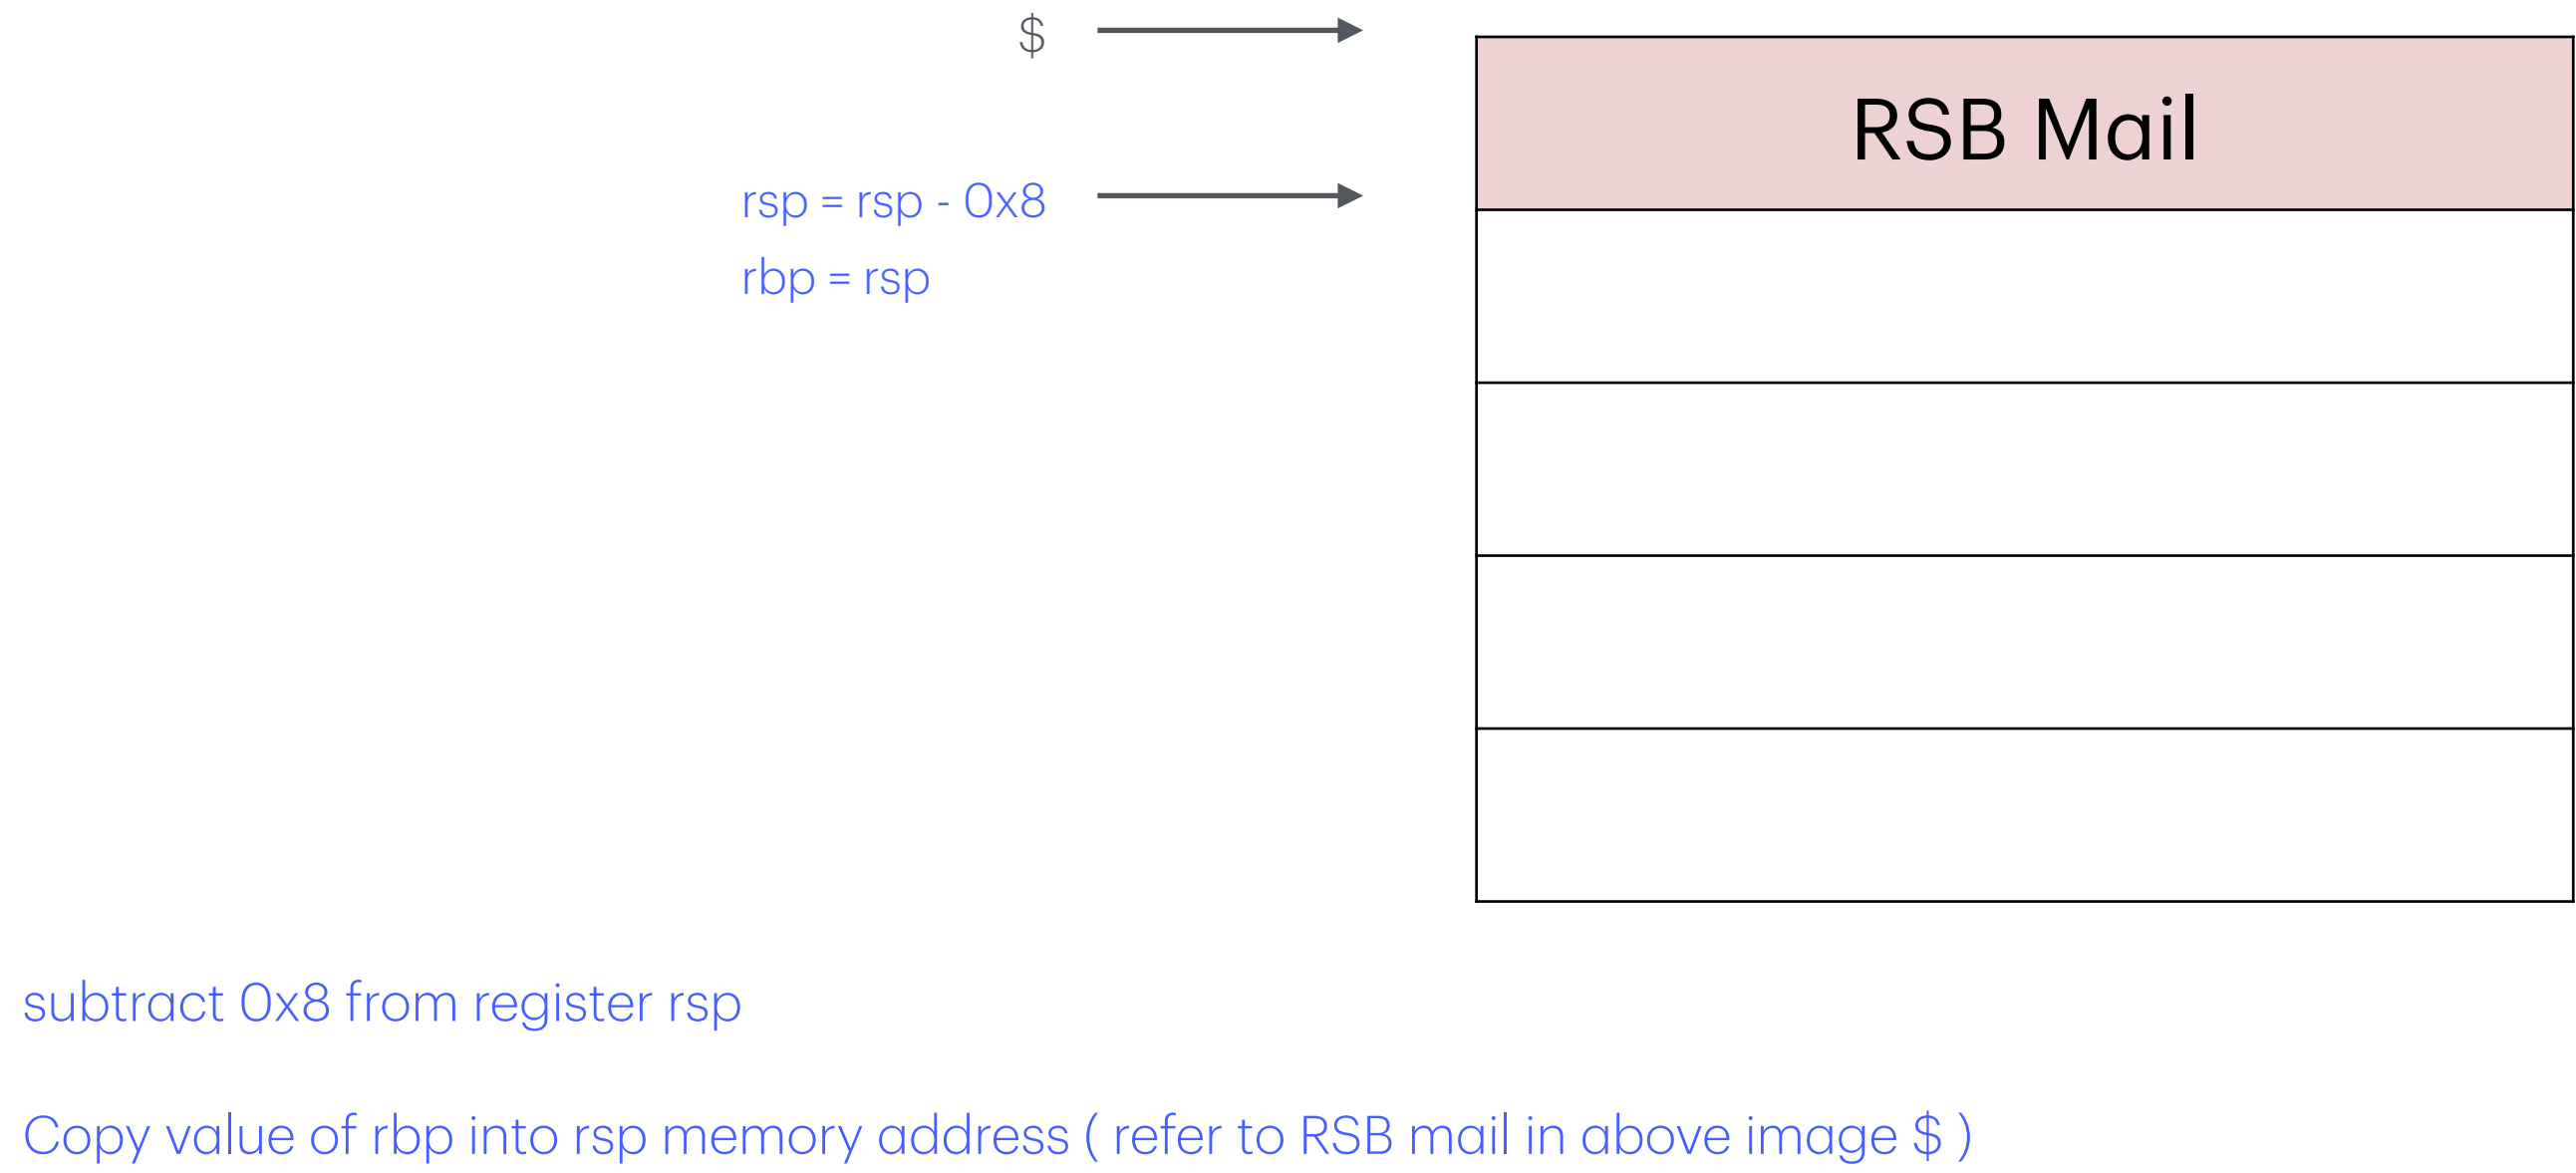 $
RSB Mail
rsp = rsp - 0x8
rbp = rsp
subtract 0x8 from register rsp
Copy value of rbp into rsp memory address ( refer to RSB mail in above image $ )